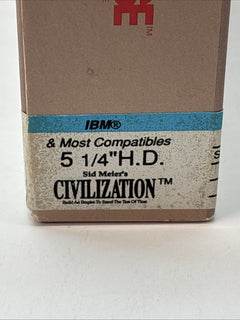 IBM®
& Most Compatibles
5 1/4"H.D.
Sid Meier's
CIVILIZATION™
Build An Empire To Stand The Test Of Time